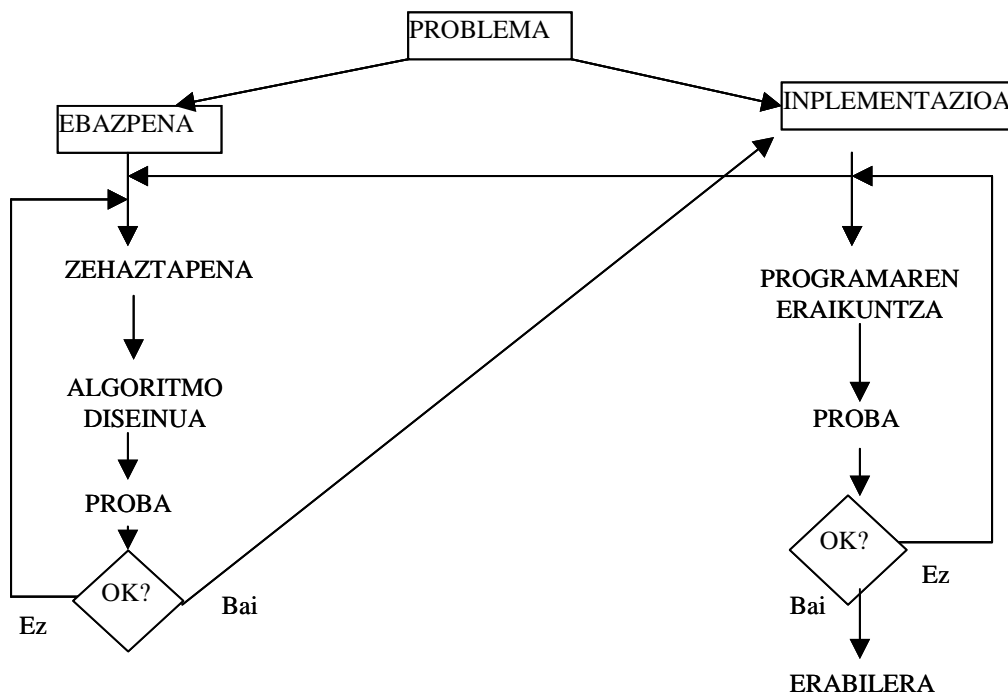 PROBLEMA
EBAZPENA
INPLEMENTAZIOA
ZEHAZTAPENA
ALGORITMO
DISEINUA
PROBA
OK?
Ez
Bai
PROGRAMAREN
ERAIKUNTZA
PROBA
OK?
Ez
Bai
ERABILERA